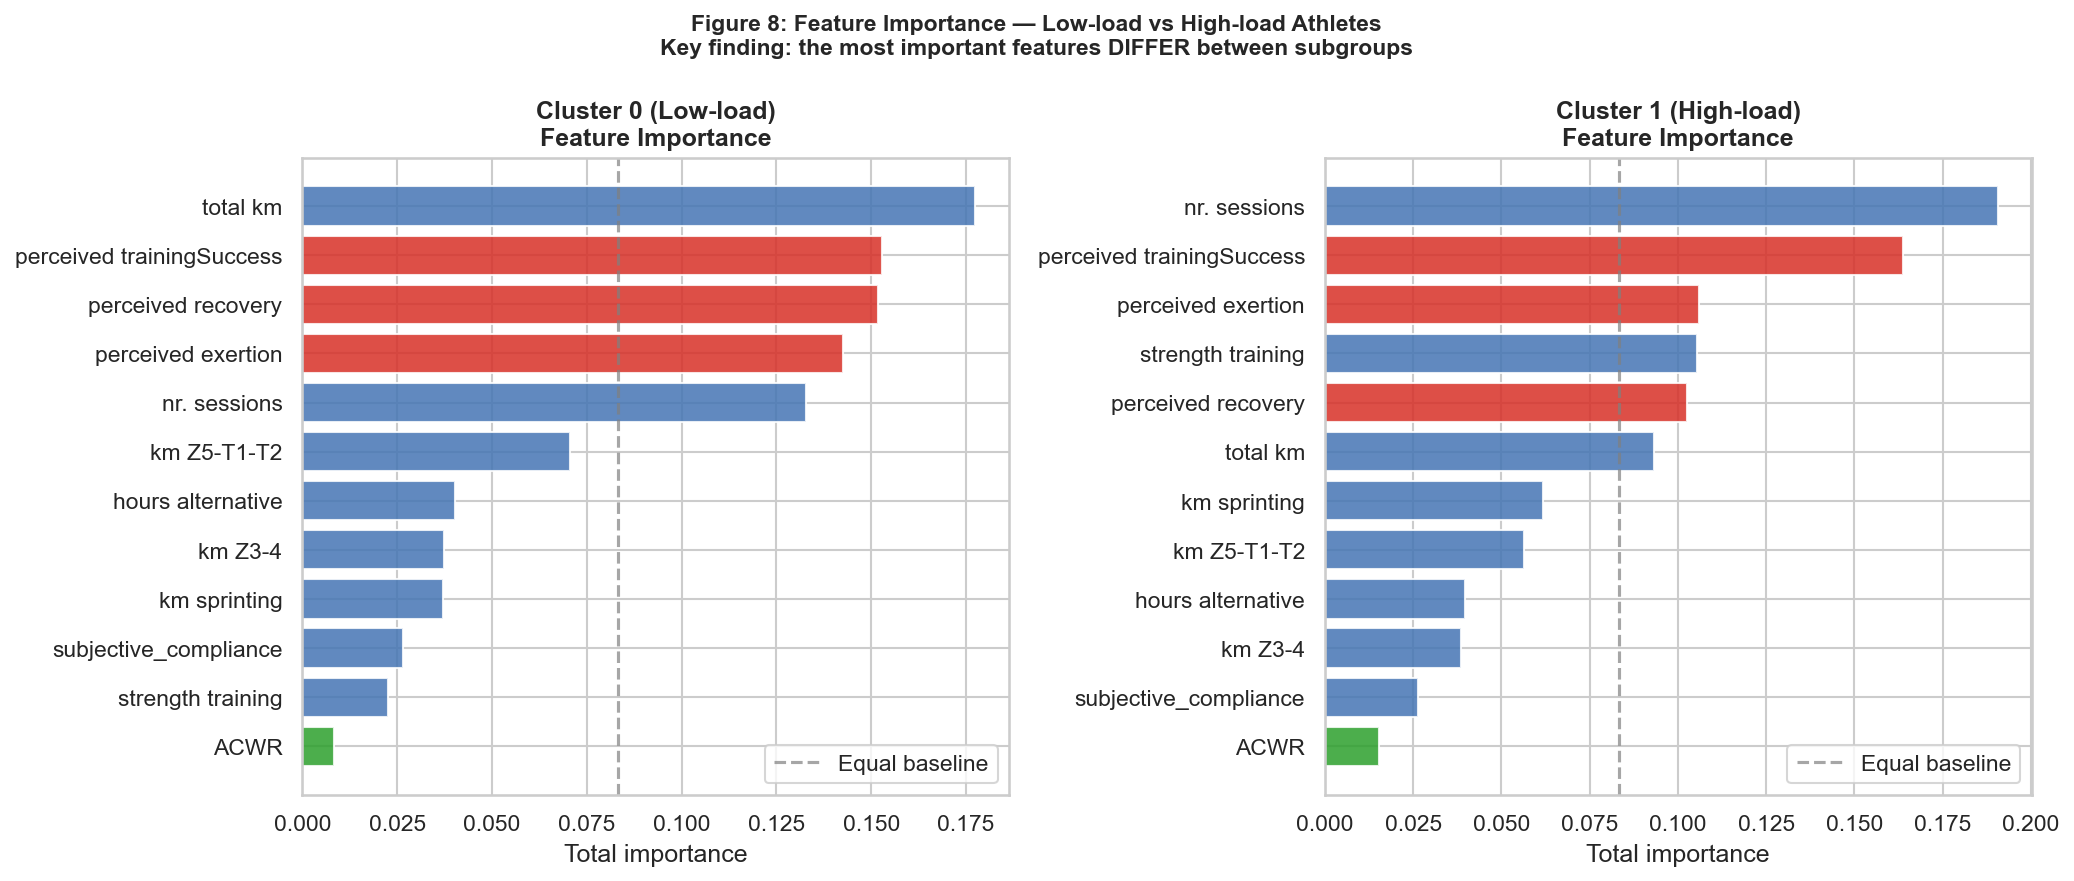 Figure 8: Feature Importance — Low-load vs High-load Athletes
Key finding: the most important features DIFFER between subgroups
Cluster 0 (Low-load)
Feature Importance
total km
perceived trainingSuccess
perceived recovery
perceived exertion
nr. sessions
km Z5-T1-T2
hours alternative
km Z3-4
km sprinting
subjective_compliance
strength training
ACWR
Equal baseline
0.000 0.025 0.050 0.075 0.100 0.125 0.150 0.175
Total importance
Cluster 1 (High-load)
Feature Importance
nr. sessions
perceived trainingSuccess
perceived exertion
strength training
perceived recovery
total km
km sprinting
km Z5-T1-T2
hours alternative
km Z3-4
subjective_compliance
ACWR
Equal baseline
0.000 0.025 0.050 0.075 0.100 0.125 0.150 0.175 0.200
Total importance